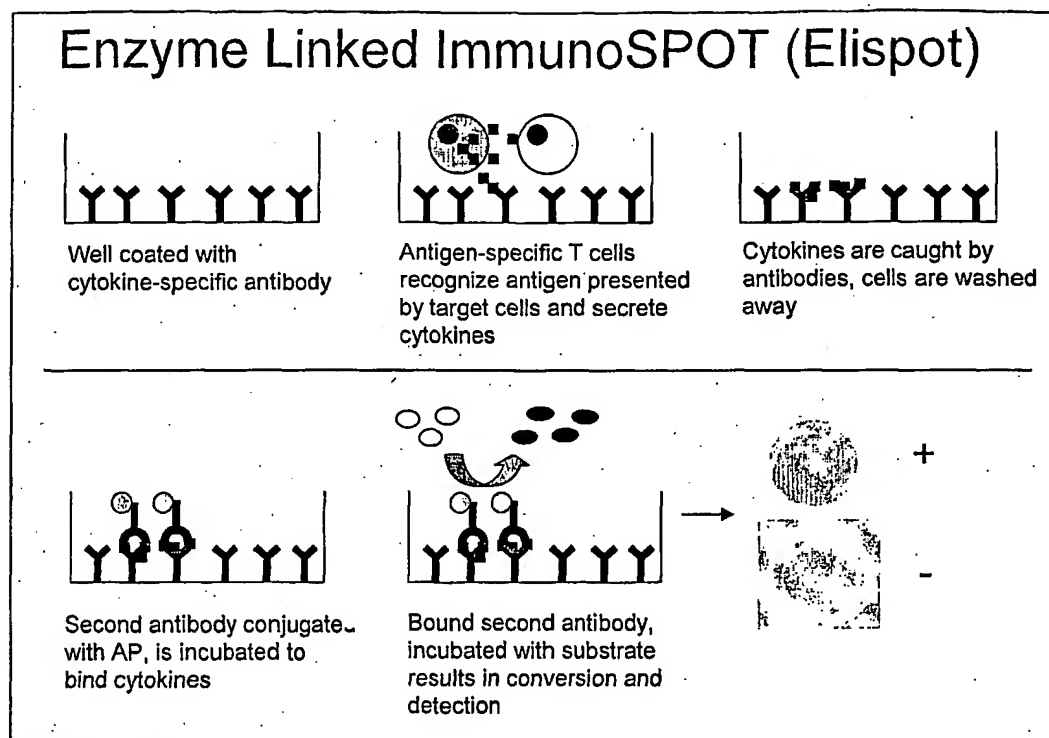 Enzyme Linked ImmunoSPOT (Elispot)
Well coated with
cytokine-specific antibody
Antigen-specific T cells
recognize antigen presented
by target cells and secrete
cytokines
Cytokines are caught by
antibodies, cells are washed
away
+
-
Second antibody conjugate
with AP, is incubated to
bind cytokines
Bound second antibody,
incubated with substrate
results in conversion and
detection